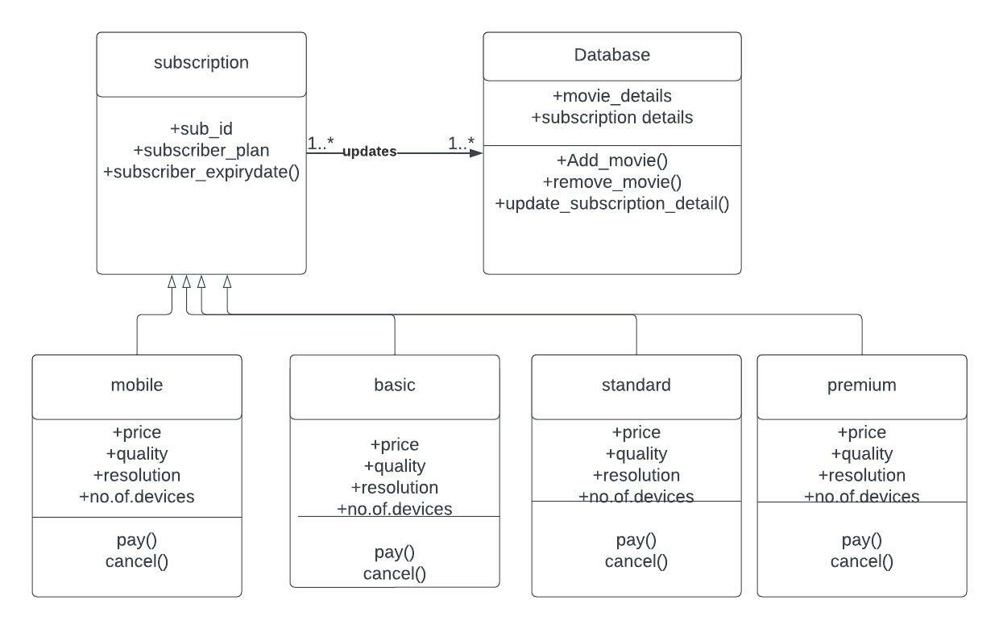 subscription
+sub_id
+subscriber_plan
+subscriber_expirydate()
1..*
updates
1..*
Database
+movie_details
+subscription details
+Add_movie()
+remove_movie()
+update_subscription_detail()
mobile
+price
+quality
+resolution
+no.of.devices
pay()
cancel()
basic
+price
+quality
+resolution
+no.of.devices
pay()
cancel()
standard
+price
+quality
+resolution
+no.of.devices
pay()
cancel()
premium
+price
+quality
+resolution
+no.of.devices
pay()
cancel()